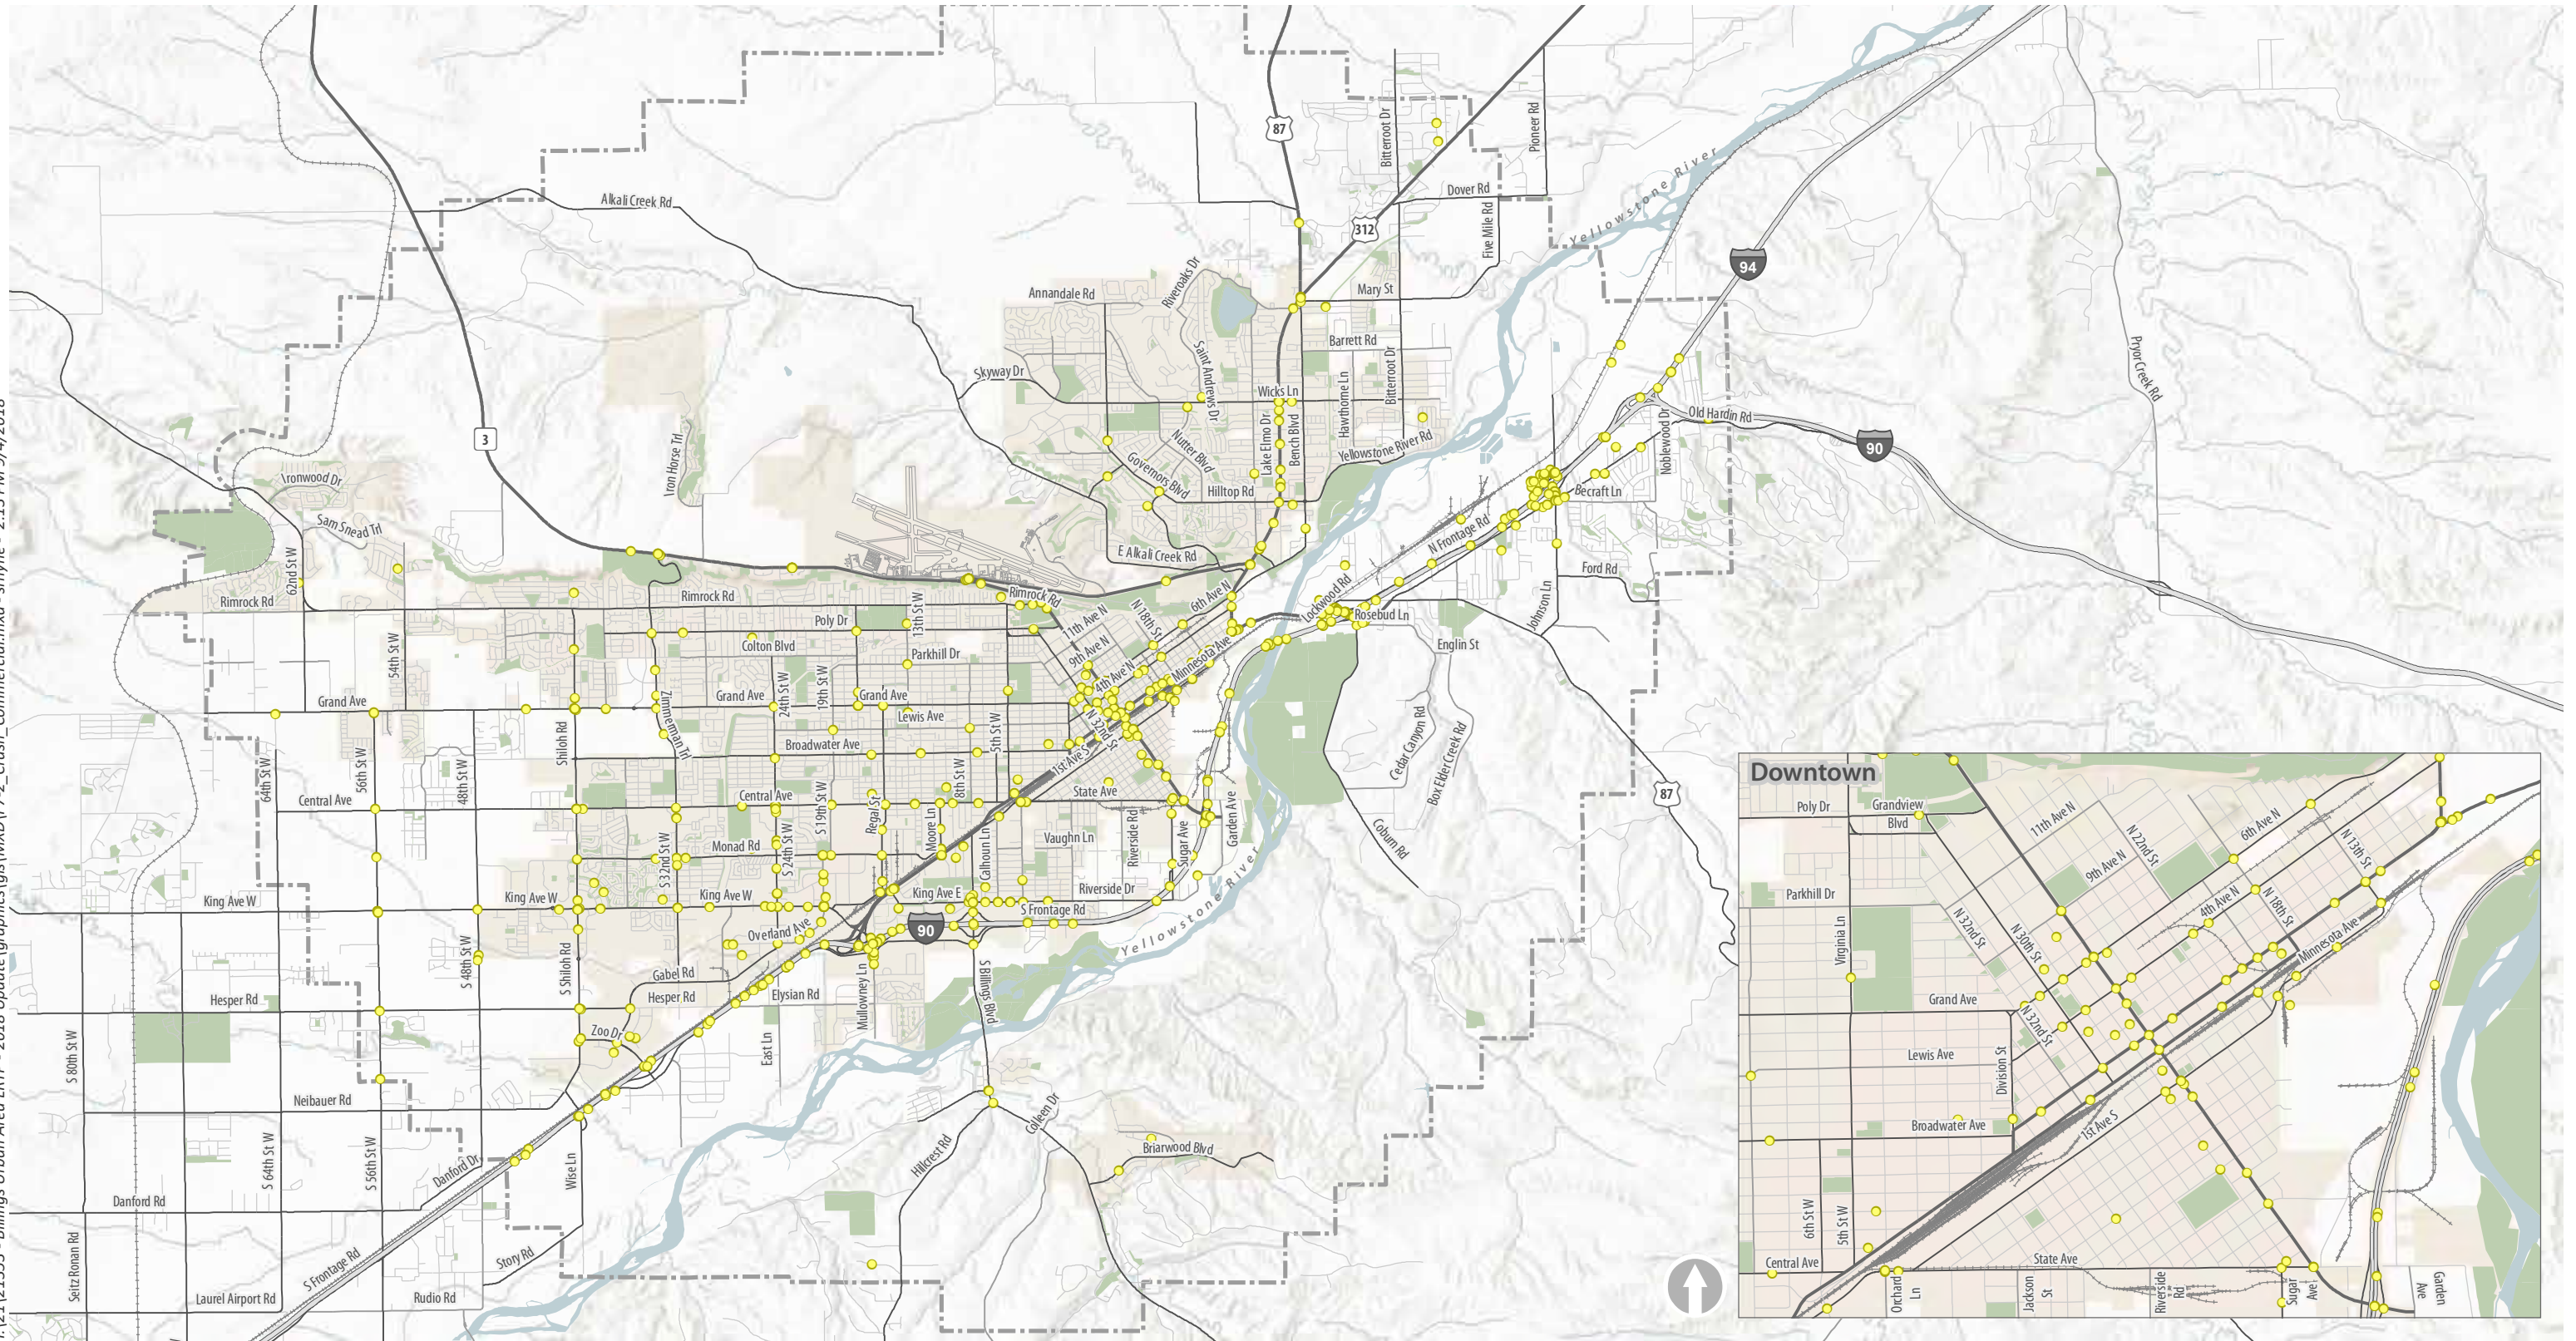 87
Bitterroot Dr
Pioneer Rd
Yellowstone River
Alkali Creek Rd
Dover Rd
312
Five Mile Rd
94
Annandale Rd
Riveroaks Dr
Mary St
Barrett Rd
Saint Andrews Dr
Skyway Dr
Wicks Ln
Hawthorne Ln
Bitterroot Dr
Pryor Creek Rd
Lake Elmo Dr
Bench Blvd
Old Hardin Rd
3
Iron Horse Trl
Nutter Blvd
Governors Blvd
Yellowstone River Rd
Noblewood Dr
90
Ironwood Dr
Hilltop Rd
Becraft Ln
Sam Snead Trl
N Frontage Rd
62nd St W
E Alkali Creek Rd
Ford Rd
Rimrock Rd
Rimrock Rd
Rimrock Rd
6th Ave N
Lockwood Rd
Johnson Ln
Poly Dr
13th St W
11th Ave N
N 18th St
Rosebud Ln
54th St W
Colton Blvd
Parkhill Dr
9th Ave N
Minnesota Ave
Englin St
Grand Ave
Zimmerman Trl
Grand Ave
24th St W
19th St W
Grand Ave
4th Ave N
Lewis Ave
Shiloh Rd
5th St W
N 32nd St
Cedar Canyon Rd
Box Elder Creek Rd
Broadwater Ave
1st Ave S
64th St W
56th St W
48th St W
8th St W
Central Ave
Central Ave
State Ave
87
S 19th St W
Regal St
Moore Ln
Calhoun Ln
Vaughn Ln
Riverside Rd
Sugar Ave
Garden Ave
Coburn Rd
Monad Rd
S 32nd St W
S 24th St W
King Ave W
King Ave W
King Ave W
King Ave E
Riverside Dr
S Frontage Rd
Overland Ave
90
Yellowstone River
S 48th St W
S Shiloh Rd
Gabel Rd
Hesper Rd
Hesper Rd
Elysian Rd
Mullowney Ln
S Billings Blvd
Zoo Dr
East Ln
S 80th St W
Neibauer Rd
Colleen Dr
Hillcrest Rd
Briarwood Blvd
S 64th St W
S 56th St W
Danford Dr
Wise Ln
Danford Rd
Seitz Ronan Rd
S Frontage Rd
Story Rd
Laurel Airport Rd
Rudio Rd
Downtown
Poly Dr
Grandview
Blvd
11th Ave N
N 22nd St
6th Ave N
N 13th St
9th Ave N
Parkhill Dr
4th Ave N
N 18th St
Virginia Ln
N 32nd St
N 30th St
Minnesota Ave
Grand Ave
N 32nd St
Lewis Ave
Division St
Broadwater Ave
1st Ave S
6th St W
5th St W
Central Ave
State Ave
Orchard
Ln
Jackson
St
Riverside
Rd
Sugar
Ave
Garden
Ave